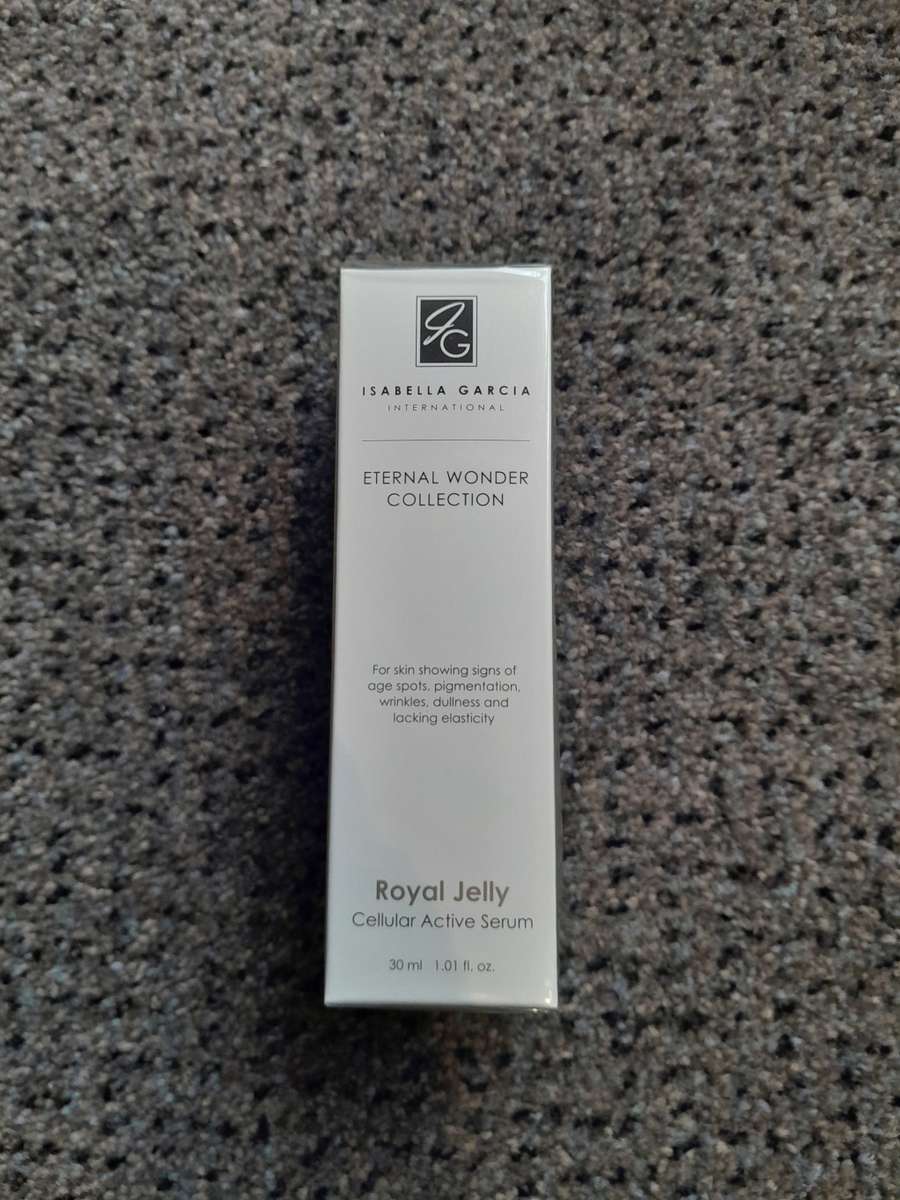 JG
ISABELLA GARCIA
INTERNATIONAL
ETERNAL WONDER
COLLECTION
For skin showing signs of
age spots, pigmentation,
wrinkles, dullness and
lacking elasticity
Royal Jelly
Cellular Active Serum
30 ml 1.01 fl. oz.